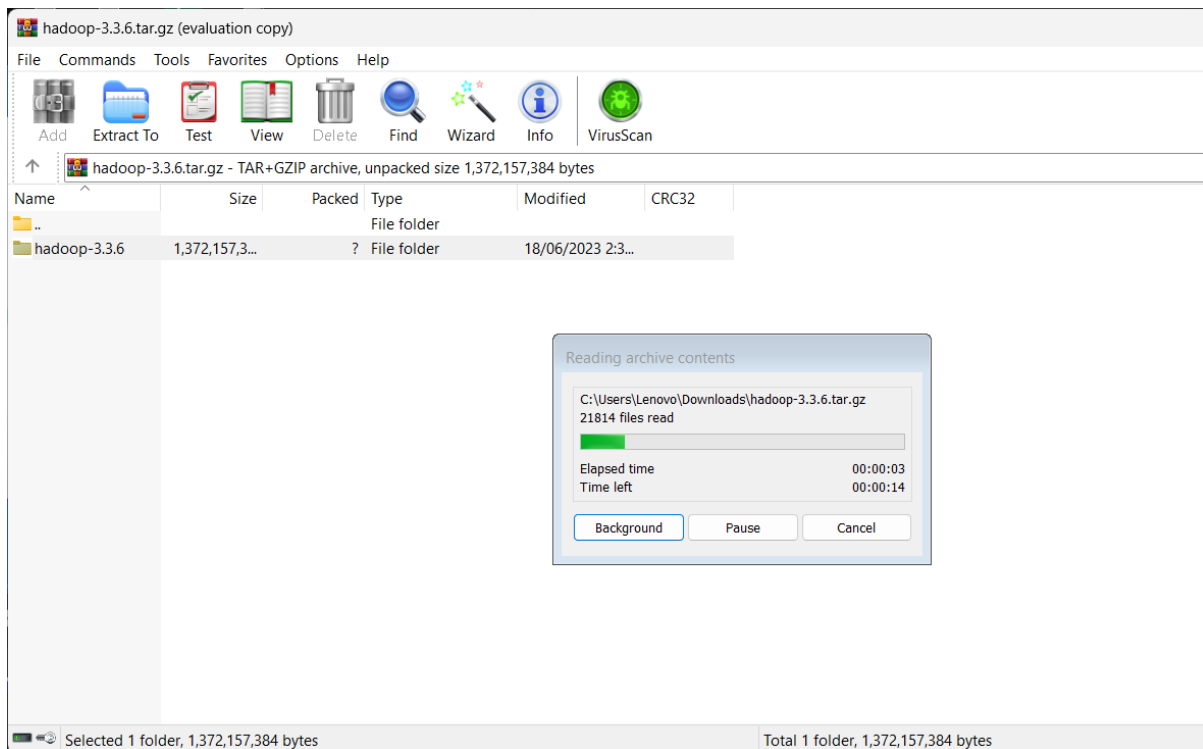 hadoop-3.3.6.tar.gz (evaluation copy)
File Commands Tools Favorites Options Help
Add Extract To Test View Delete Find Wizard Info VirusScan
hadoop-3.3.6.tar.gz - TAR+GZIP archive, unpacked size 1,372,157,384 bytes
Name Size Packed Type Modified CRC32
.. File folder
hadoop-3.3.6 1,372,157,3... ? File folder 18/06/2023 2:3...
Reading archive contents
C:\Users\Lenovo\Downloads\hadoop-3.3.6.tar.gz
21814 files read
Elapsed time 00:00:03
Time left 00:00:14
Background Pause Cancel
Selected 1 folder, 1,372,157,384 bytes Total 1 folder, 1,372,157,384 bytes